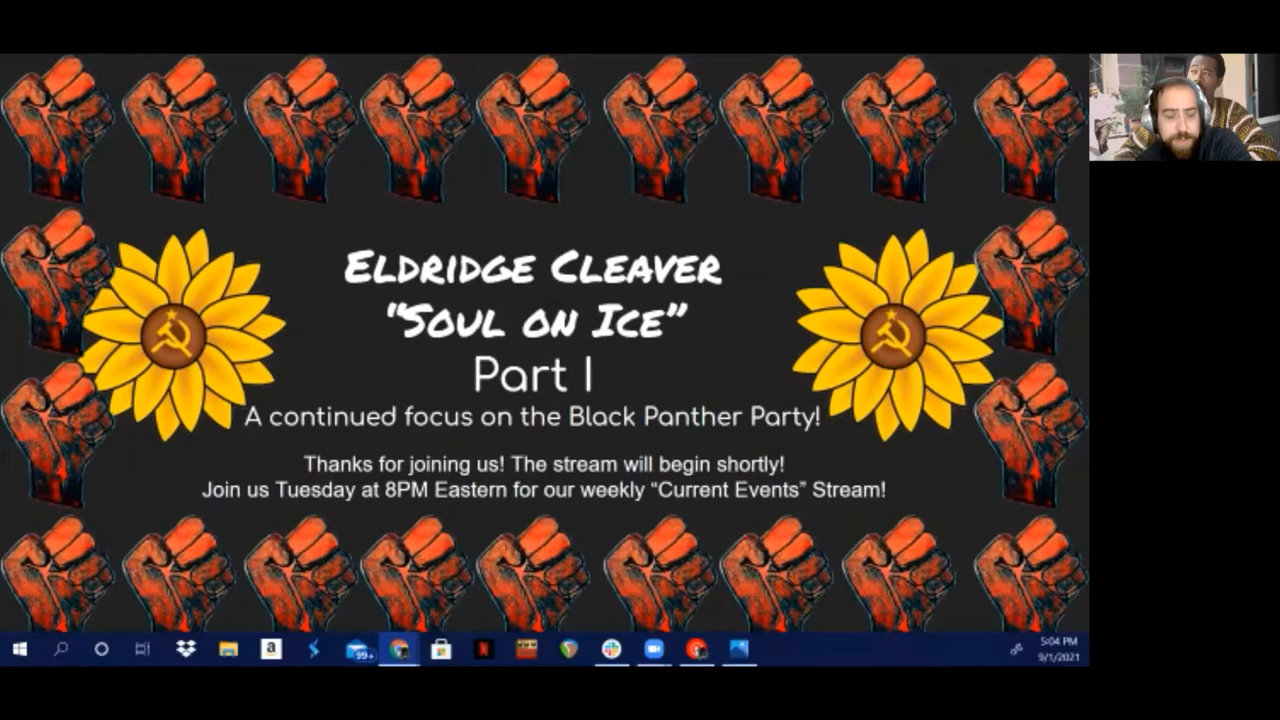 Eldridge Cleaver
"Soul on Ice"
Part I
A continued focus on the Black Panther Party!
Thanks for joining us! The stream will begin shortly!
Join us Tuesday at 8PM Eastern for our weekly "Current Events" Stream!
a
99+
N
5:04 PM
9/1/2021